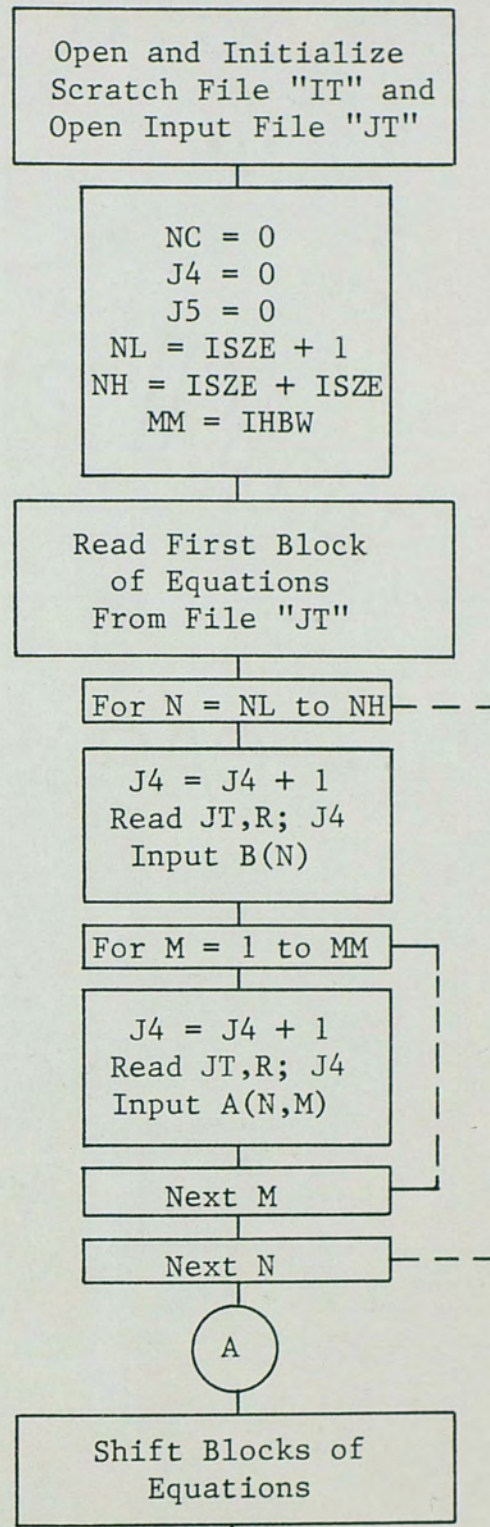 Open and Initialize
Scratch File "IT" and
Open Input File "JT"
NC = 0
J4 = 0
J5 = 0
NL = ISZE + 1
NH = ISZE + ISZE
MM = IHBW
Read First Block
of Equations
From File "JT"
For N = NL to NH
J4 = J4 + 1
Read JT,R; J4
Input B(N)
For M = 1 to MM
J4 = J4 + 1
Read JT,R; J4
Input A(N,M)
Next M
Next N
A
Shift Blocks of
Equations